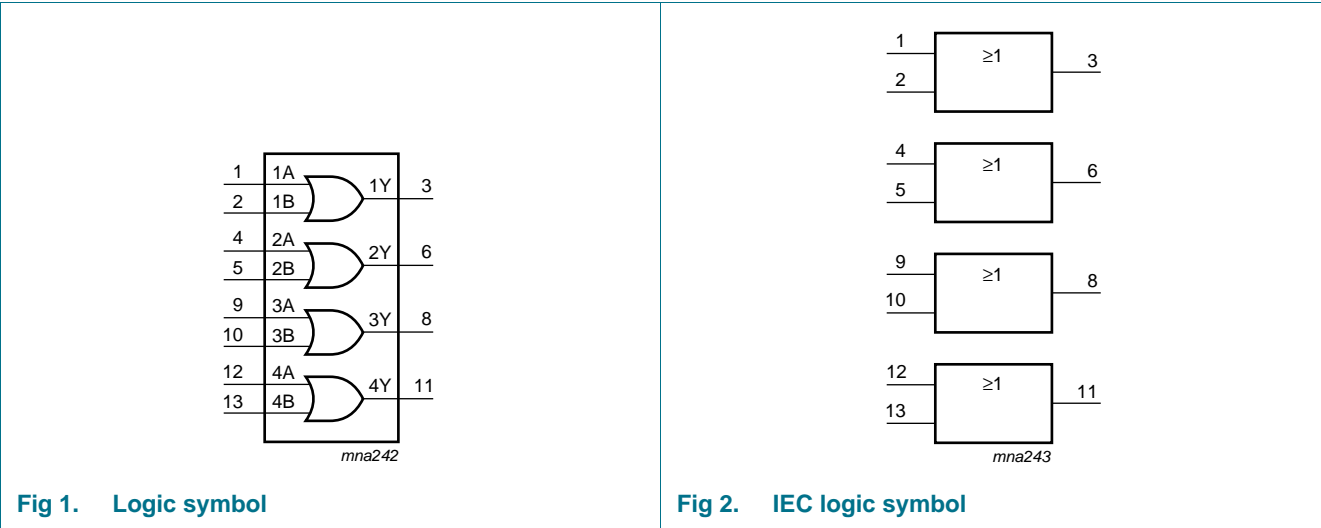 1 1A 1Y 3
2 1B
4 2A 2Y 6
5 2B
9 3A 3Y 8
10 3B
12 4A 4Y 11
13 4B
mna242
Fig 1. Logic symbol
1 ≥1 3
2
4 ≥1 6
5
9 ≥1 8
10
12 ≥1 11
13
mna243
Fig 2. IEC logic symbol